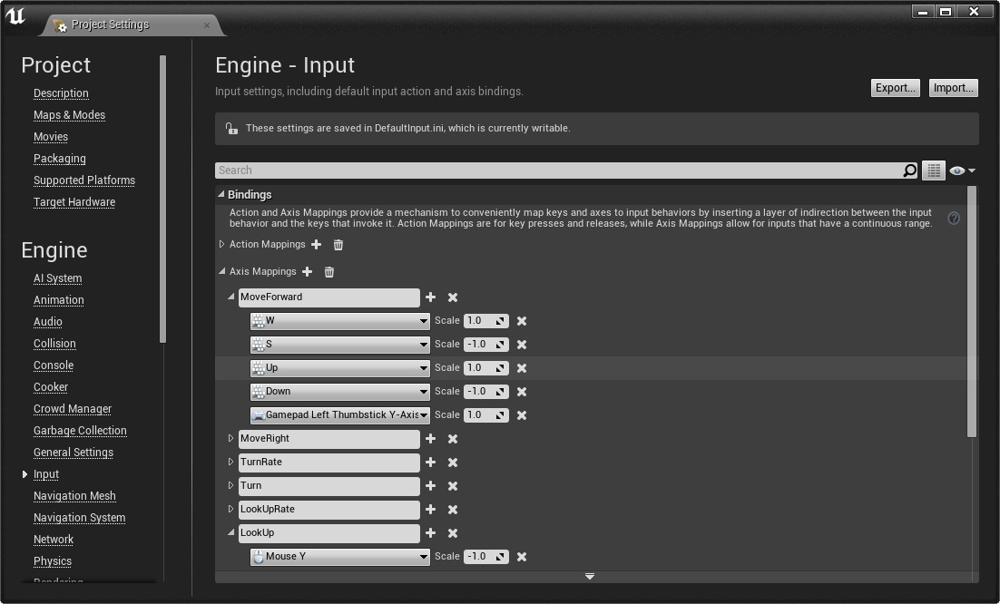 Project Settings
Project
Description
Maps & Modes
Movies
Packaging
Supported Platforms
Target Hardware
Engine
AI System
Animation
Audio
Collision
Console
Cooker
Crowd Manager
Garbage Collection
General Settings
Input
Navigation Mesh
Navigation System
Network
Physics
Rendering
Engine - Input
Input settings, including default input action and axis bindings.
Export...
Import...
These settings are saved in DefaultInput.ini, which is currently writable.
Search
Bindings
Action and Axis Mappings provide a mechanism to conveniently map keys and axes to input behaviors by inserting a layer of indirection between the input
behavior and the keys that invoke it. Action Mappings are for key presses and releases, while Axis Mappings allow for inputs that have a continuous range.
Action Mappings
Axis Mappings
MoveForward
W Scale 1.0
S Scale -1.0
Up Scale 1.0
Down Scale -1.0
Gamepad Left Thumbstick Y-Axis Scale 1.0
MoveRight
TurnRate
Turn
LookUpRate
LookUp
Mouse Y Scale -1.0